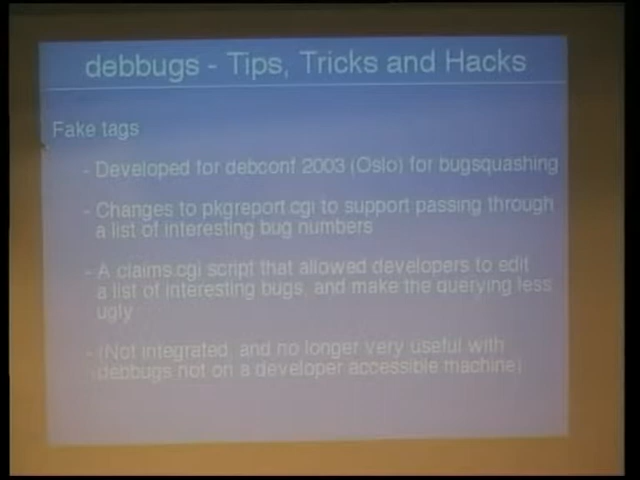 debbugs - Tips, Tricks and Hacks
Fake tags
- Developed for debconf 2003 (Oslo) for bugsquashing
- Changes to pkgreport.cgi to support passing through
a list of interesting bug numbers
- A claims.cgi script that allowed developers to edit
a list of interesting bugs, and make the querying less
ugly
- (Not integrated, and no longer very useful with
debbugs not on a developer accessible machine)